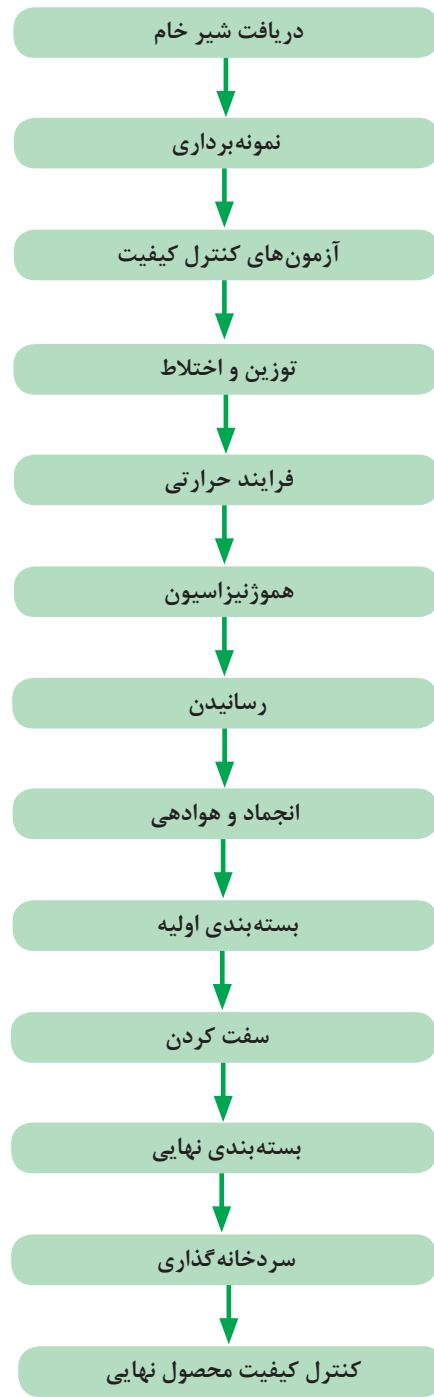 دریافت شیر خام
نمونه‌برداری
آزمون‌های کنترل کیفیت
توزین و اختلاط
فرایند حرارتی
هموژنیزاسیون
رسانیدن
انجماد و هوادهی
بسته‌بندی اولیه
سفت کردن
بسته‌بندی نهایی
سردخانه‌گذاری
کنترل کیفیت محصول نهایی